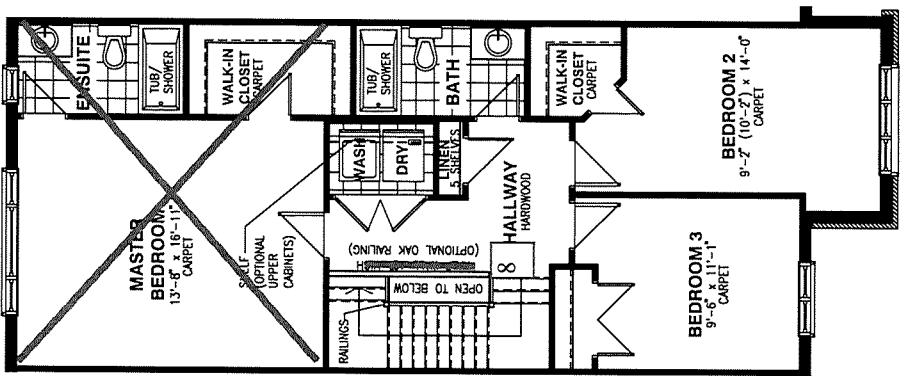 ENSUITE
TUB/
SHOWER
WALK-IN
CLOSET
CARPET
TUB/
SHOWER
BATH
WALK-IN
CLOSET
CARPET
BEDROOM 2
9'-2" (10'-2") x 14'-0"
CARPET
WASH
DRY
LINEN
5 SHELVES
HALLWAY
HARDWOOD
MASTER
BEDROOM
13'-8" x 16'-11"
CARPET
(OPTIONAL
UPPER
CABINETS)
(OPTIONAL OAK RAILING)
OPEN TO BELOW
RAILINGS
BEDROOM 3
9'-6" x 11'-1"
CARPET